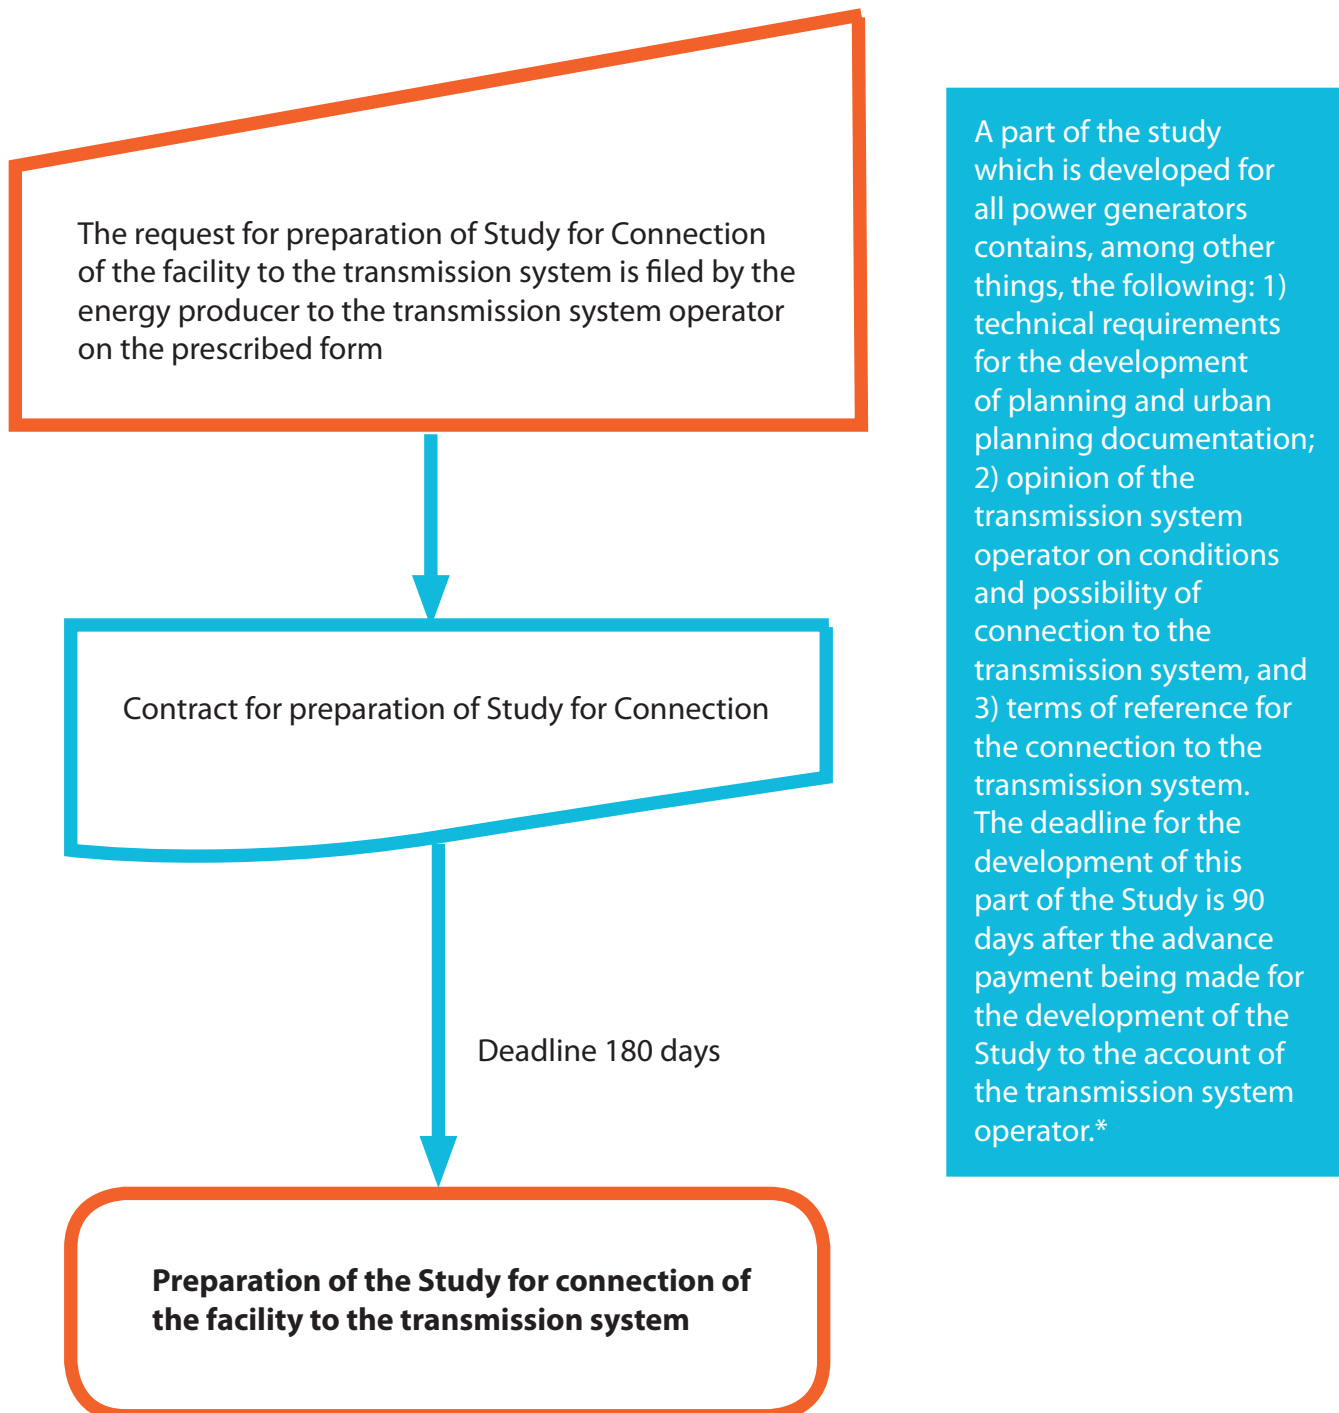 The request for preparation of Study for Connection
of the facility to the transmission system is filed by the
energy producer to the transmission system operator
on the prescribed form
Contract for preparation of Study for Connection
Deadline 180 days
Preparation of the Study for connection of
the facility to the transmission system
A part of the study
which is developed for
all power generators
contains, among other
things, the following: 1)
technical requirements
for the development
of planning and urban
planning documentation;
2) opinion of the
transmission system
operator on conditions
and possibility of
connection to the
transmission system, and
3) terms of reference for
the connection to the
transmission system.
The deadline for the
development of this
part of the Study is 90
days after the advance
payment being made for
the development of the
Study to the account of
the transmission system
operator.*